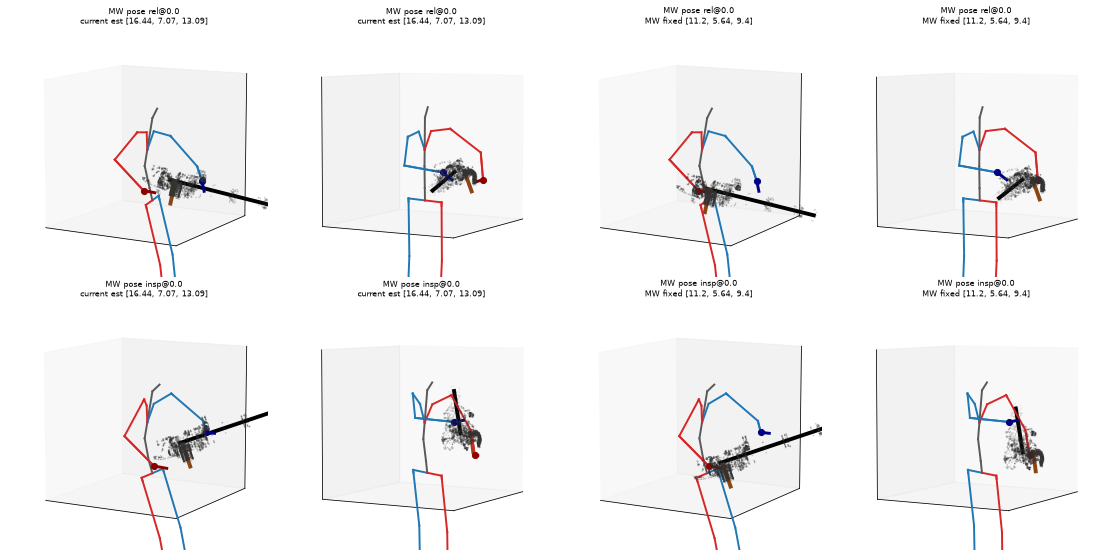 MW pose rel@0.0
current est [16.44, 7.07, 13.09]
MW pose rel@0.0
current est [16.44, 7.07, 13.09]
MW pose rel@0.0
MW fixed [11.2, 5.64, 9.4]
MW pose rel@0.0
MW fixed [11.2, 5.64, 9.4]
MW pose insp@0.0
current est [16.44, 7.07, 13.09]
MW pose insp@0.0
current est [16.44, 7.07, 13.09]
MW pose insp@0.0
MW fixed [11.2, 5.64, 9.4]
MW pose insp@0.0
MW fixed [11.2, 5.64, 9.4]